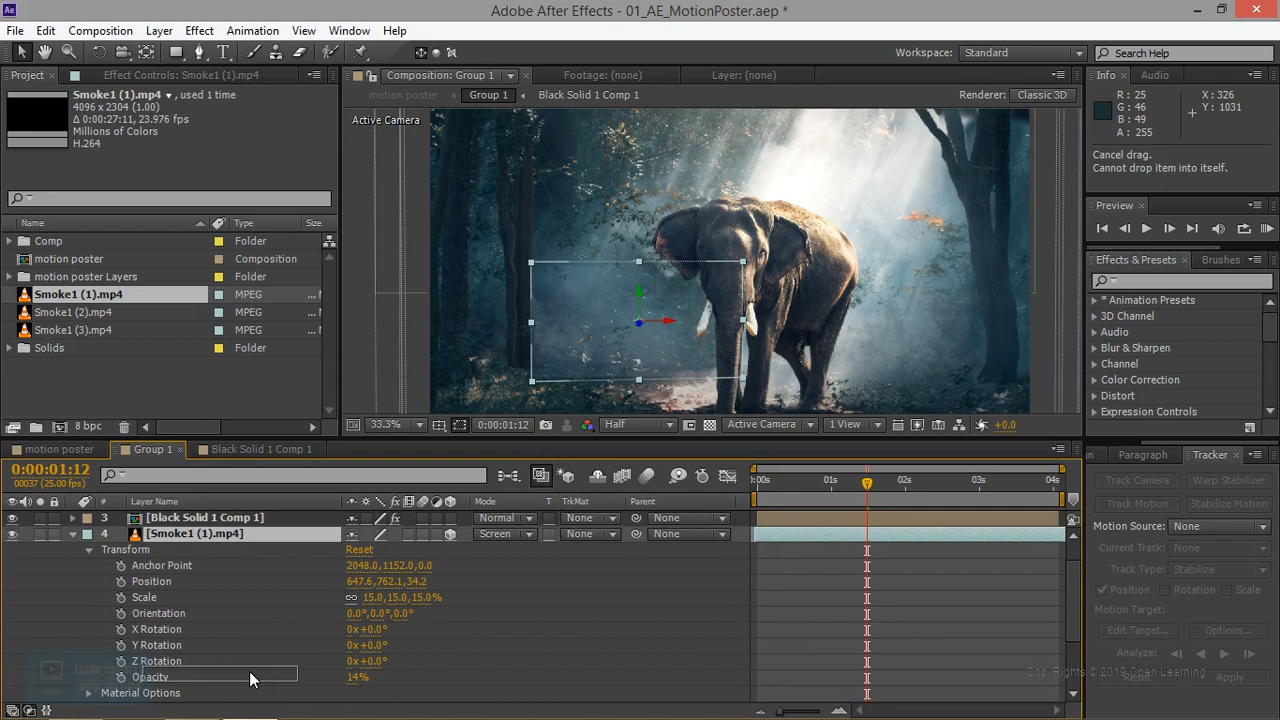 Adobe After Effects - 01_AE_MotionPoster.aep *
File Edit Composition Layer Effect Animation View Window Help
Workspace: Standard Search Help
Project Effect Controls: Smoke1 (1).mp4 Composition: Group 1 Footage: (none) Layer: (none) Info Audio
Smoke1 (1).mp4 , used 1 time
4096 x 2304 (1.00)
Δ 0:00:27:11, 23.976 fps
Millions of Colors
H.264
motion poster Group 1 Black Solid 1 Comp 1 Renderer: Classic 3D
Active Camera
R : 25 X : 326
G : 46 Y : 1031
B : 49
A : 255
Cancel drag.
Cannot drop item into itself.
Preview
Effects & Presets Brushes
* Animation Presets
3D Channel
Audio
Blur & Sharpen
Channel
Color Correction
Distort
Expression Controls
Name Type Size
Comp Folder
motion poster Composition
motion poster Layers Folder
Smoke1 (1).mp4 MPEG ... M
Smoke1 (2).mp4 MPEG ... M
Smoke1 (3).mp4 MPEG ... M
Solids Folder
8 bpc 33.3% 0:00:01:12 Half Active Camera 1 View +0.0
motion poster Group 1 Black Solid 1 Comp 1
0:00:01:12
00037 (25.00 fps)
:00s 01s 02s 03s 04s
# Layer Name Mode T TrkMat Parent
3 [Black Solid 1 Comp 1] Normal None None
4 [Smoke1 (1).mp4] Screen None None
Transform Reset
Anchor Point 2048.0,1152.0,0.0
Position 647.6,762.1,34.2
Scale 15.0,15.0,15.0%
Orientation 0.0°,0.0°,0.0°
X Rotation 0x+0.0°
Y Rotation 0x+0.0°
Z Rotation 0x+0.0°
Opacity 14%
Material Options
Paragraph Tracker
Track Camera Warp Stabilizer
Track Motion Stabilize Motion
Motion Source: None
Current Track: None
Track Type: Stabilize
Position Rotation Scale
Motion Target:
Edit Target... Options...
Analyze:
Reset Apply
Copy Rights © 2019 Open Learning